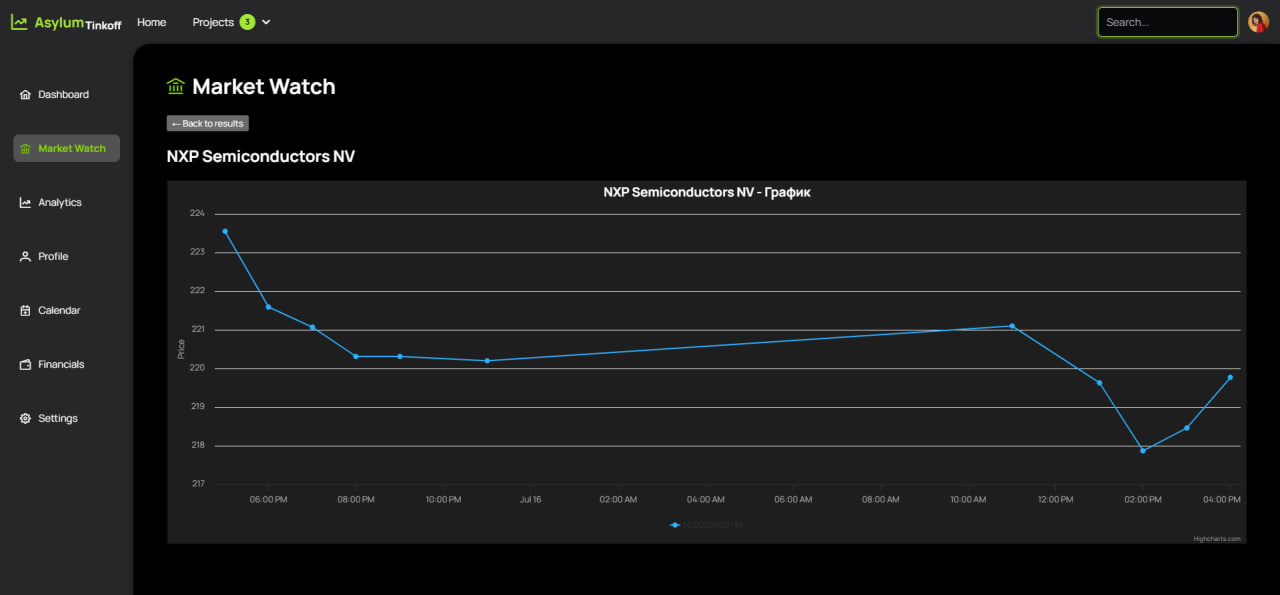 AsylumTinkoff Home Projects 3 Search...
Dashboard
Market Watch
Analytics
Profile
Calendar
Financials
Settings
Market Watch
← Back to results
NXP Semiconductors NV
NXP Semiconductors NV - График
224
223
222
221
220
219
218
217
Price
06:00 PM 08:00 PM 10:00 PM Jul 16 02:00 AM 04:00 AM 06:00 AM 08:00 AM 10:00 AM 12:00 PM 02:00 PM 04:00 PM
Highcharts.com